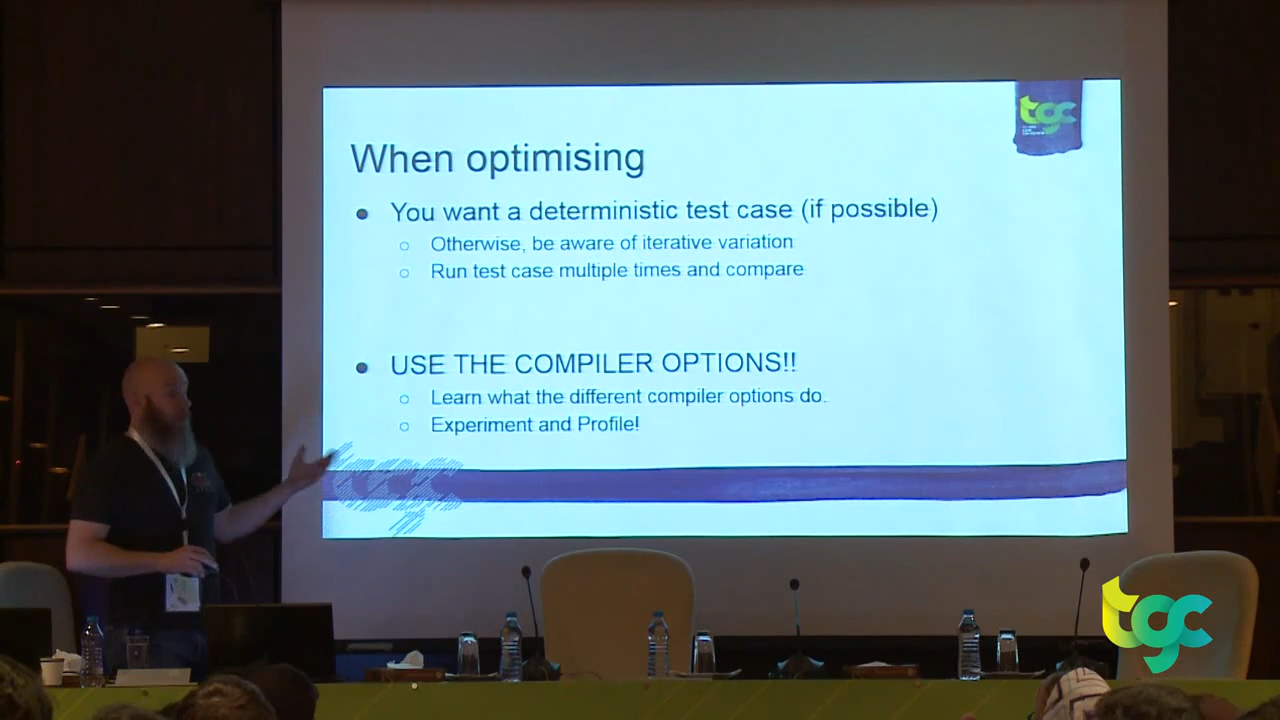 tgc
When optimising
● You want a deterministic test case (if possible)
○ Otherwise, be aware of iterative variation
○ Run test case multiple times and compare
● USE THE COMPILER OPTIONS!!
○ Learn what the different compiler options do.
○ Experiment and Profile!
tgc
tgc